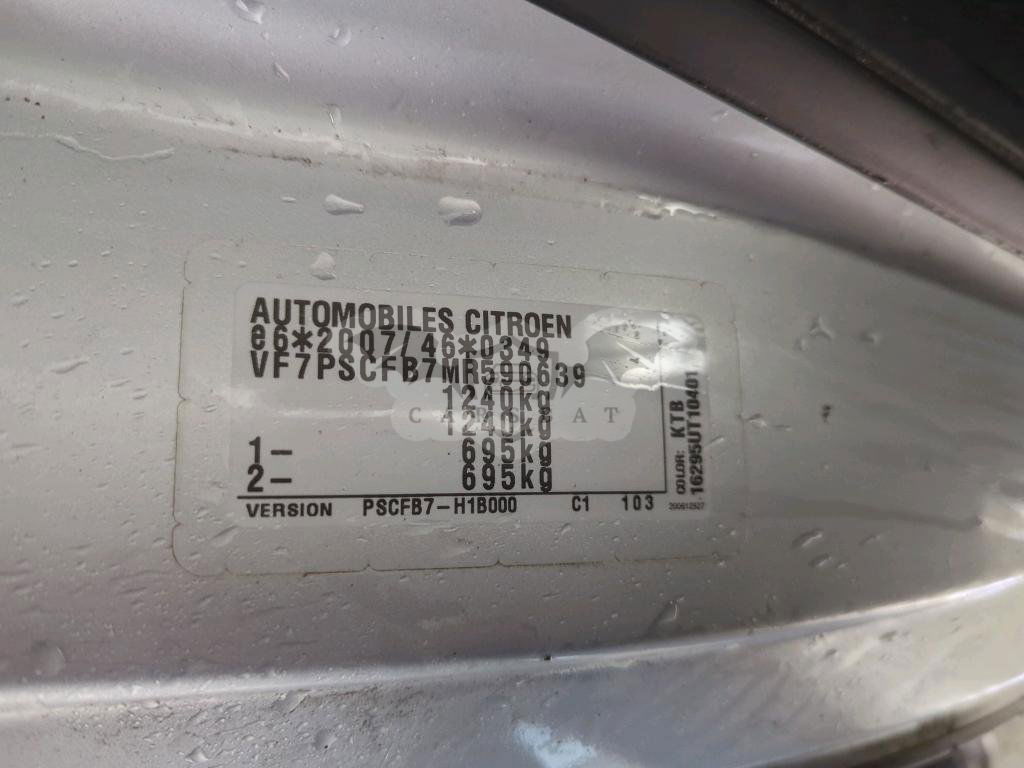 AUTOMOBILES CITROEN
e6*2007/46*0349
VF7PSCFB7MR590639
1240kg
1240kg
1- 695kg
2- 695kg
VERSION PSCFB7-H1B000 C1 103
COLOR: KTB
16295UT10401